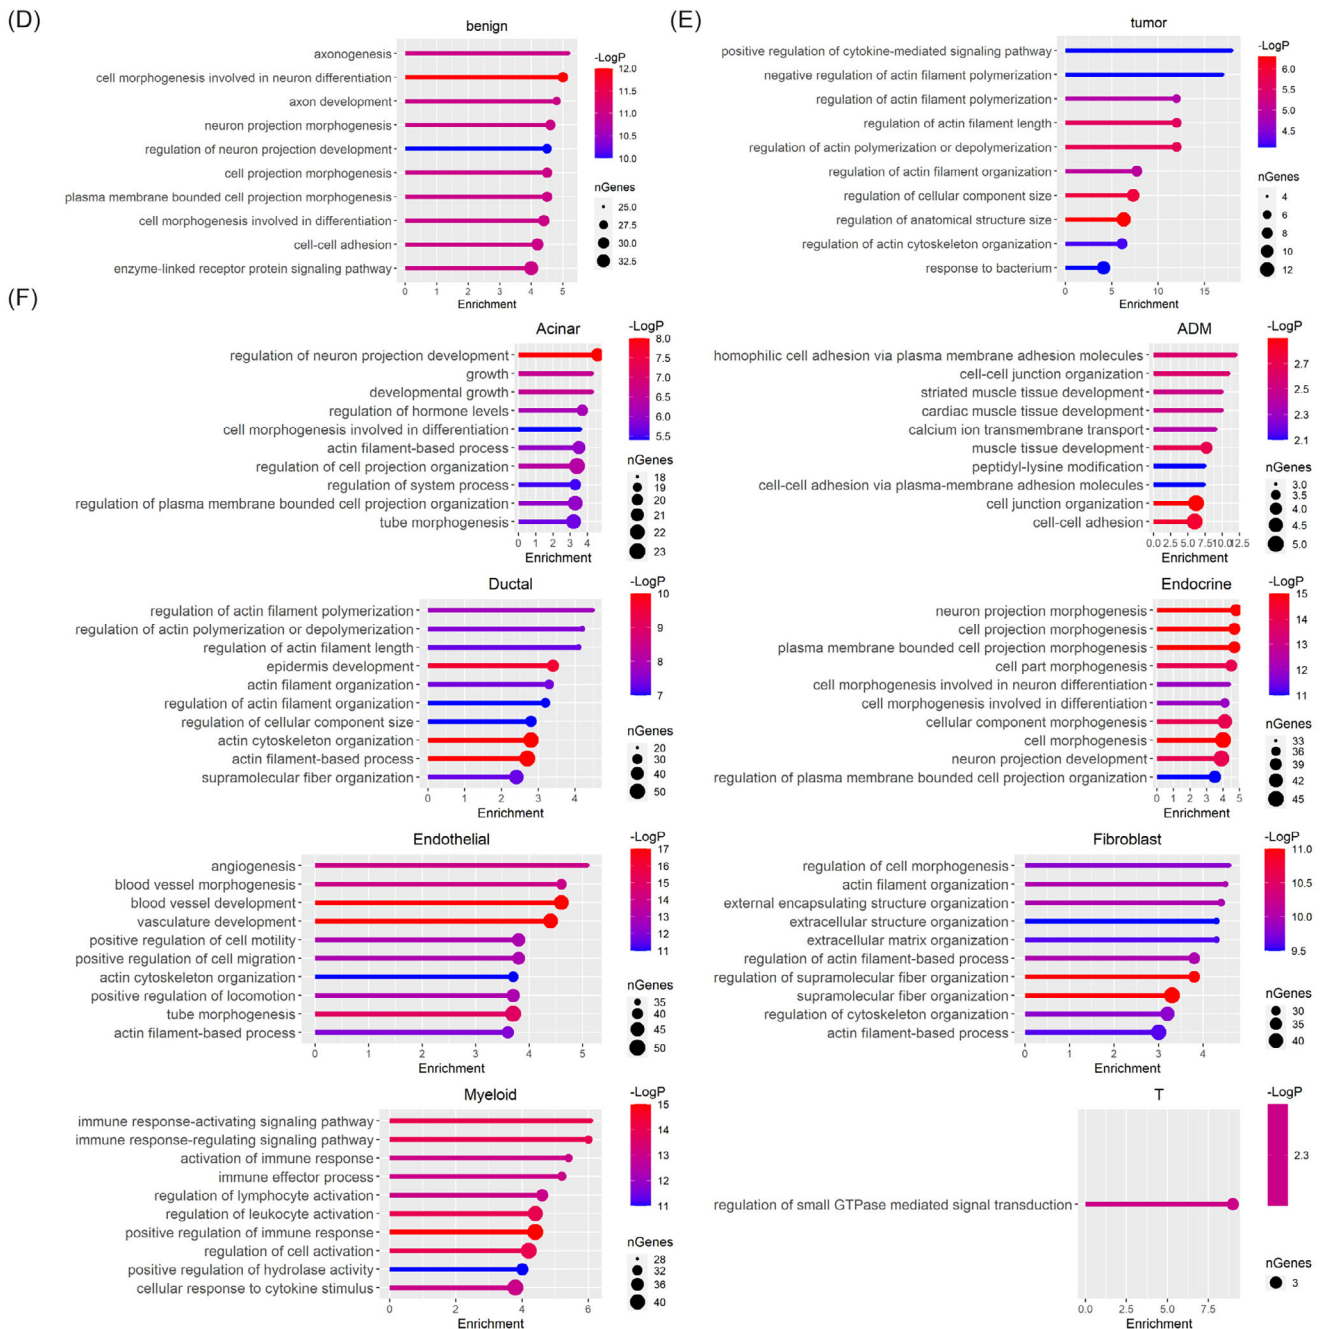 (D)
benign
axonogenesis
cell morphogenesis involved in neuron differentiation
axon development
neuron projection morphogenesis
regulation of neuron projection development
cell projection morphogenesis
plasma membrane bounded cell projection morphogenesis
cell morphogenesis involved in differentiation
cell-cell adhesion
enzyme-linked receptor protein signaling pathway
0 1 2 3 4 5
Enrichment
-LogP
12.0
11.5
11.0
10.5
10.0
nGenes
25.0
27.5
30.0
32.5
(E)
tumor
positive regulation of cytokine-mediated signaling pathway
negative regulation of actin filament polymerization
regulation of actin filament polymerization
regulation of actin filament length
regulation of actin polymerization or depolymerization
regulation of actin filament organization
regulation of cellular component size
regulation of anatomical structure size
regulation of actin cytoskeleton organization
response to bacterium
0 5 10 15
Enrichment
-LogP
6.0
5.5
5.0
4.5
nGenes
4
6
8
10
12
(F)
Acinar
regulation of neuron projection development
growth
developmental growth
regulation of hormone levels
cell morphogenesis involved in differentiation
actin filament-based process
regulation of cell projection organization
regulation of system process
regulation of plasma membrane bounded cell projection organization
tube morphogenesis
0 1 2 3 4
Enrichment
-LogP
8.0
7.5
7.0
6.5
6.0
5.5
nGenes
18
19
20
21
22
23
ADM
homophilic cell adhesion via plasma membrane adhesion molecules
cell-cell junction organization
striated muscle tissue development
cardiac muscle tissue development
calcium ion transmembrane transport
muscle tissue development
peptidyl-lysine modification
cell-cell adhesion via plasma-membrane adhesion molecules
cell junction organization
cell-cell adhesion
0.0 2.5 5.0 7.5 10.0 12.5
Enrichment
-LogP
2.7
2.5
2.3
2.1
nGenes
3.0
3.5
4.0
4.5
5.0
Ductal
regulation of actin filament polymerization
regulation of actin polymerization or depolymerization
regulation of actin filament length
epidermis development
actin filament organization
regulation of actin filament organization
regulation of cellular component size
actin cytoskeleton organization
actin filament-based process
supramolecular fiber organization
0 1 2 3 4
Enrichment
-LogP
10
9
8
7
nGenes
20
30
40
50
Endocrine
neuron projection morphogenesis
cell projection morphogenesis
plasma membrane bounded cell projection morphogenesis
cell part morphogenesis
cell morphogenesis involved in neuron differentiation
cell morphogenesis involved in differentiation
cellular component morphogenesis
cell morphogenesis
neuron projection development
regulation of plasma membrane bounded cell projection organization
0 1 2 3 4 5
Enrichment
-LogP
15
14
13
12
11
nGenes
33
36
39
42
45
Endothelial
angiogenesis
blood vessel morphogenesis
blood vessel development
vasculature development
positive regulation of cell motility
positive regulation of cell migration
actin cytoskeleton organization
positive regulation of locomotion
tube morphogenesis
actin filament-based process
0 1 2 3 4 5
Enrichment
-LogP
17
16
15
14
13
12
11
nGenes
35
40
45
50
Fibroblast
regulation of cell morphogenesis
actin filament organization
external encapsulating structure organization
extracellular structure organization
extracellular matrix organization
regulation of actin filament-based process
regulation of supramolecular fiber organization
supramolecular fiber organization
regulation of cytoskeleton organization
actin filament-based process
0 1 2 3 4
Enrichment
-LogP
11.0
10.5
10.0
9.5
nGenes
30
35
40
Myeloid
immune response-activating signaling pathway
immune response-regulating signaling pathway
activation of immune response
immune effector process
regulation of lymphocyte activation
regulation of leukocyte activation
positive regulation of immune response
regulation of cell activation
positive regulation of hydrolase activity
cellular response to cytokine stimulus
0 2 4 6
Enrichment
-LogP
15
14
13
12
11
nGenes
28
32
36
40
T
regulation of small GTPase mediated signal transduction
0.0 2.5 5.0 7.5
Enrichment
-LogP
2.3
nGenes
3